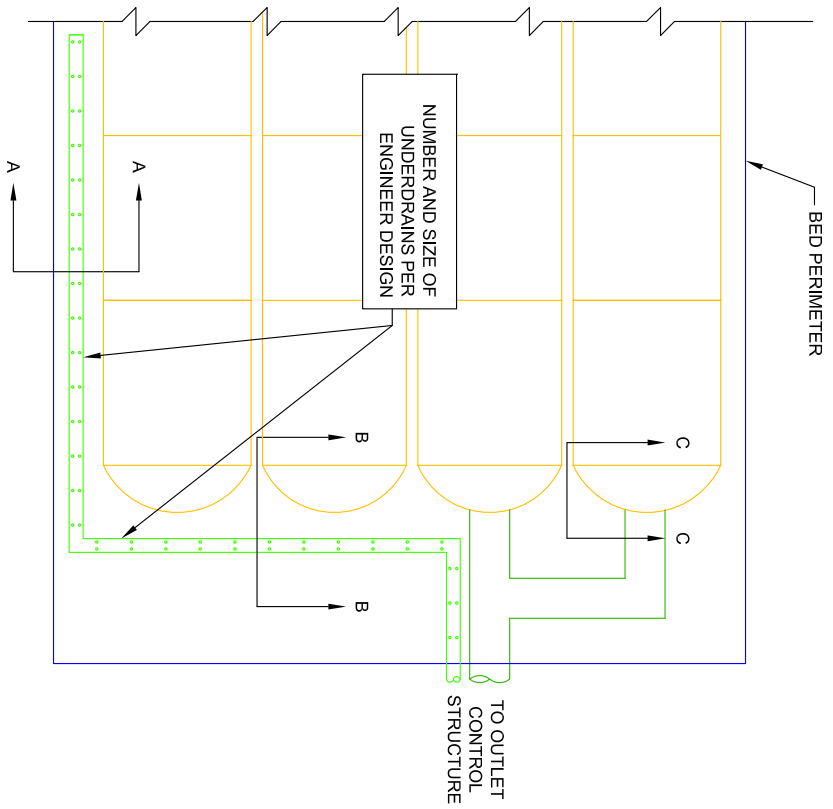 BED PERIMETER
NUMBER AND SIZE OF
UNDERDRAINS PER
ENGINEER DESIGN
A
A
B
B
C
C
TO OUTLET
CONTROL
STRUCTURE